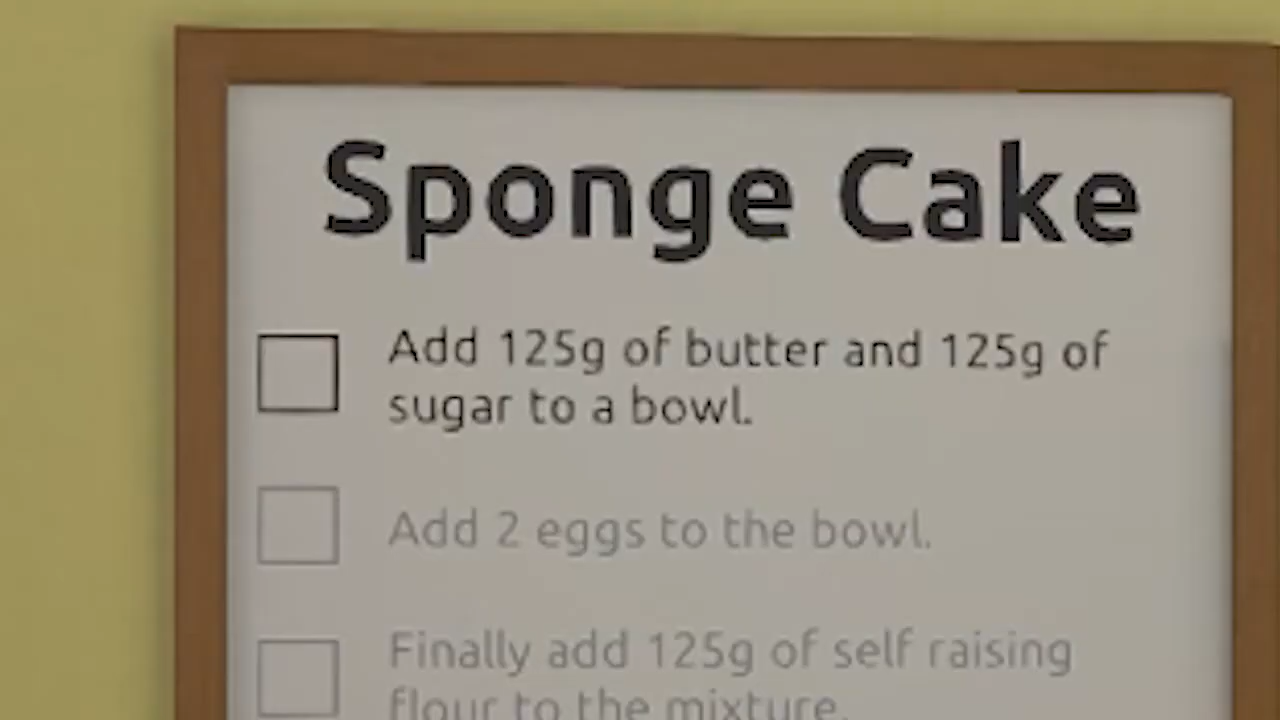 Sponge Cake
Add 125g of butter and 125g of
sugar to a bowl.
Add 2 eggs to the bowl.
Finally add 125g of self raising
flour to the mixture.